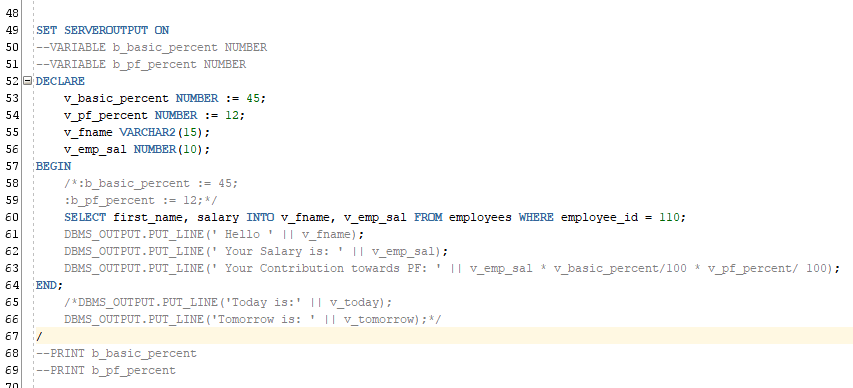 48
49 SET SERVEROUTPUT ON
50 --VARIABLE b_basic_percent NUMBER
51 --VARIABLE b_pf_percent NUMBER
52 DECLARE
53 v_basic_percent NUMBER := 45;
54 v_pf_percent NUMBER := 12;
55 v_fname VARCHAR2(15);
56 v_emp_sal NUMBER(10);
57 BEGIN
58 /*:b_basic_percent := 45;
59 :b_pf_percent := 12;*/
60 SELECT first_name, salary INTO v_fname, v_emp_sal FROM employees WHERE employee_id = 110;
61 DBMS_OUTPUT.PUT_LINE(' Hello ' || v_fname);
62 DBMS_OUTPUT.PUT_LINE(' Your Salary is: ' || v_emp_sal);
63 DBMS_OUTPUT.PUT_LINE(' Your Contribution towards PF: ' || v_emp_sal * v_basic_percent/100 * v_pf_percent/ 100);
64 END;
65 /*DBMS_OUTPUT.PUT_LINE('Today is:' || v_today);
66 DBMS_OUTPUT.PUT_LINE('Tomorrow is: ' || v_tomorrow);*/
67 /
68 --PRINT b_basic_percent
69 --PRINT b_pf_percent
70